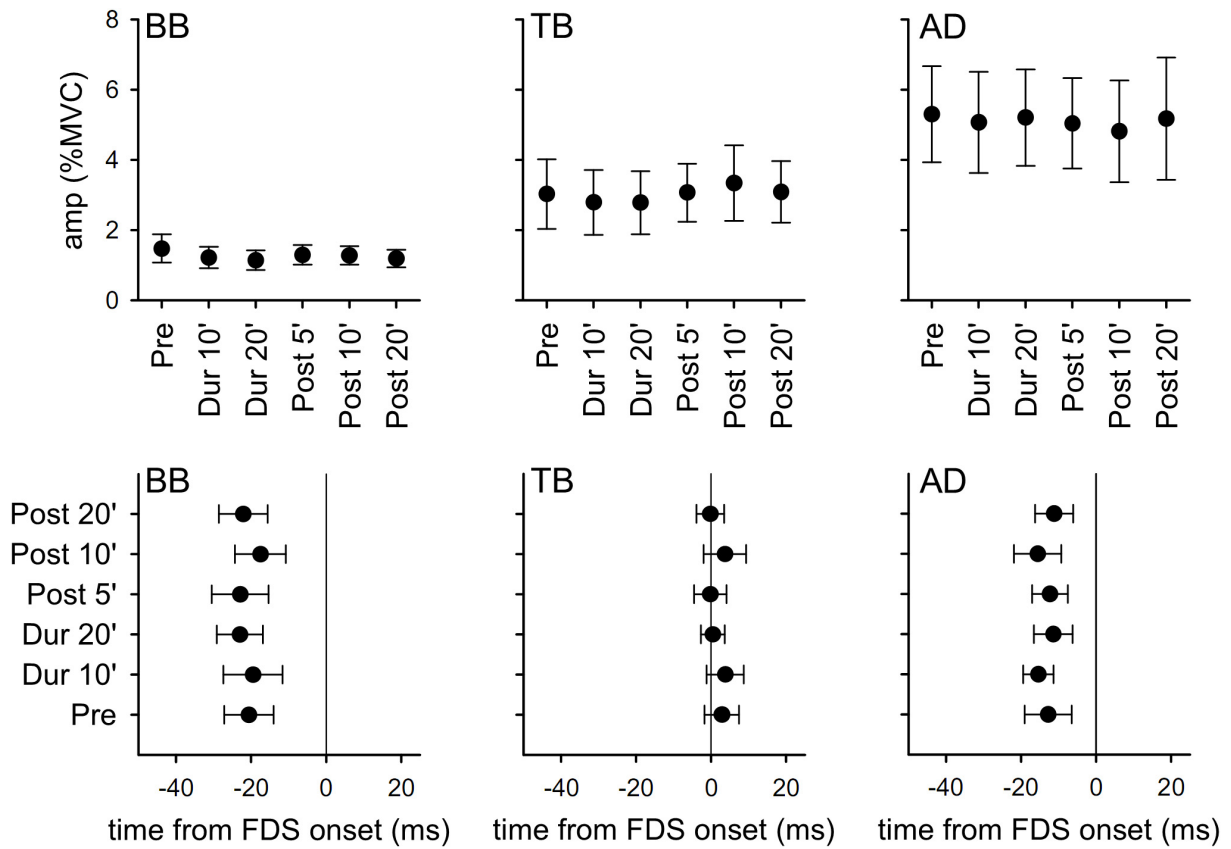 BB
TB
AD
amp (%MVC)
8
6
4
2
0
Pre
Dur 10'
Dur 20'
Post 5'
Post 10'
Post 20'
Pre
Dur 10'
Dur 20'
Post 5'
Post 10'
Post 20'
Pre
Dur 10'
Dur 20'
Post 5'
Post 10'
Post 20'
BB
TB
AD
Post 20'
Post 10'
Post 5'
Dur 20'
Dur 10'
Pre
-40 -20 0 20
-40 -20 0 20
-40 -20 0 20
time from FDS onset (ms)
time from FDS onset (ms)
time from FDS onset (ms)